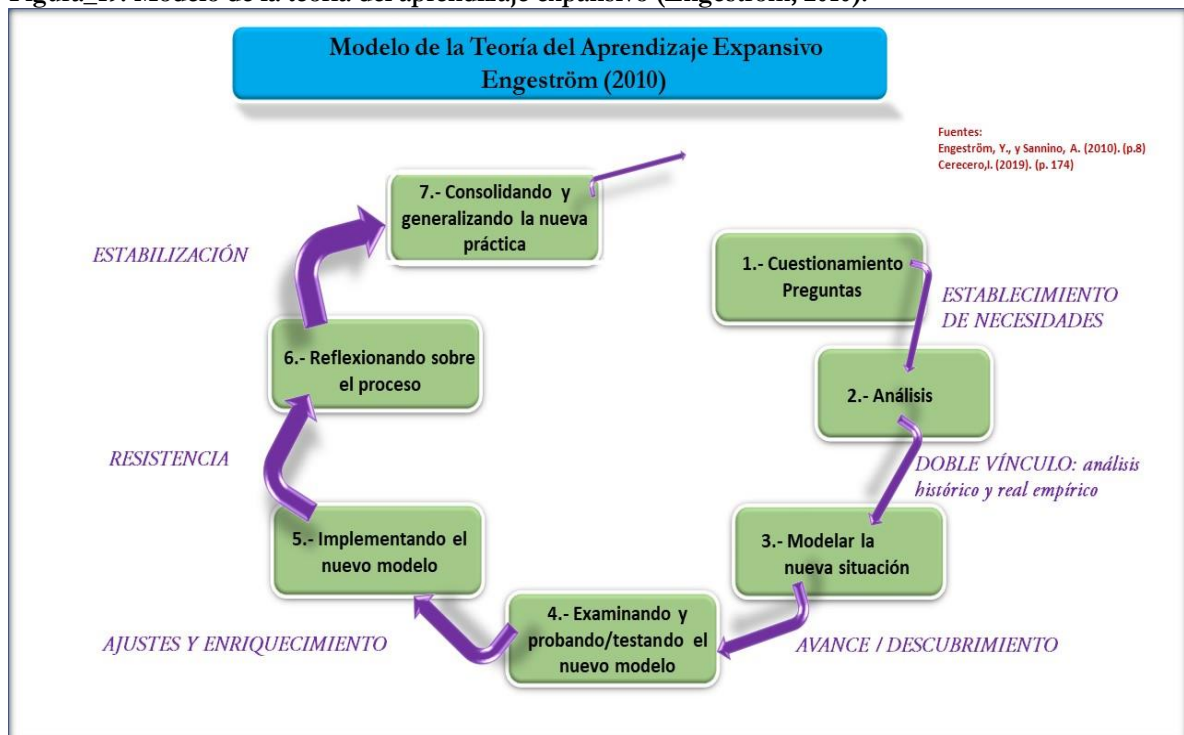 Modelo de la Teoría del Aprendizaje Expansivo
Engeström (2010)
Fuentes:
Engeström, Y., y Sannino, A. (2010). (p.8)
Cerecero,I. (2019). (p. 174)
1.- Cuestionamiento
Preguntas
ESTABLECIMIENTO
DE NECESIDADES
2.- Análisis
DOBLE VÍNCULO: análisis
histórico y real empírico
3.- Modelar la
nueva situación
AVANCE / DESCUBRIMIENTO
4.- Examinando y
probando/testando el
nuevo modelo
AJUSTES Y ENRIQUECIMIENTO
5.- Implementando el
nuevo modelo
RESISTENCIA
6.- Reflexionando sobre
el proceso
ESTABILIZACIÓN
7.- Consolidando y
generalizando la nueva
práctica